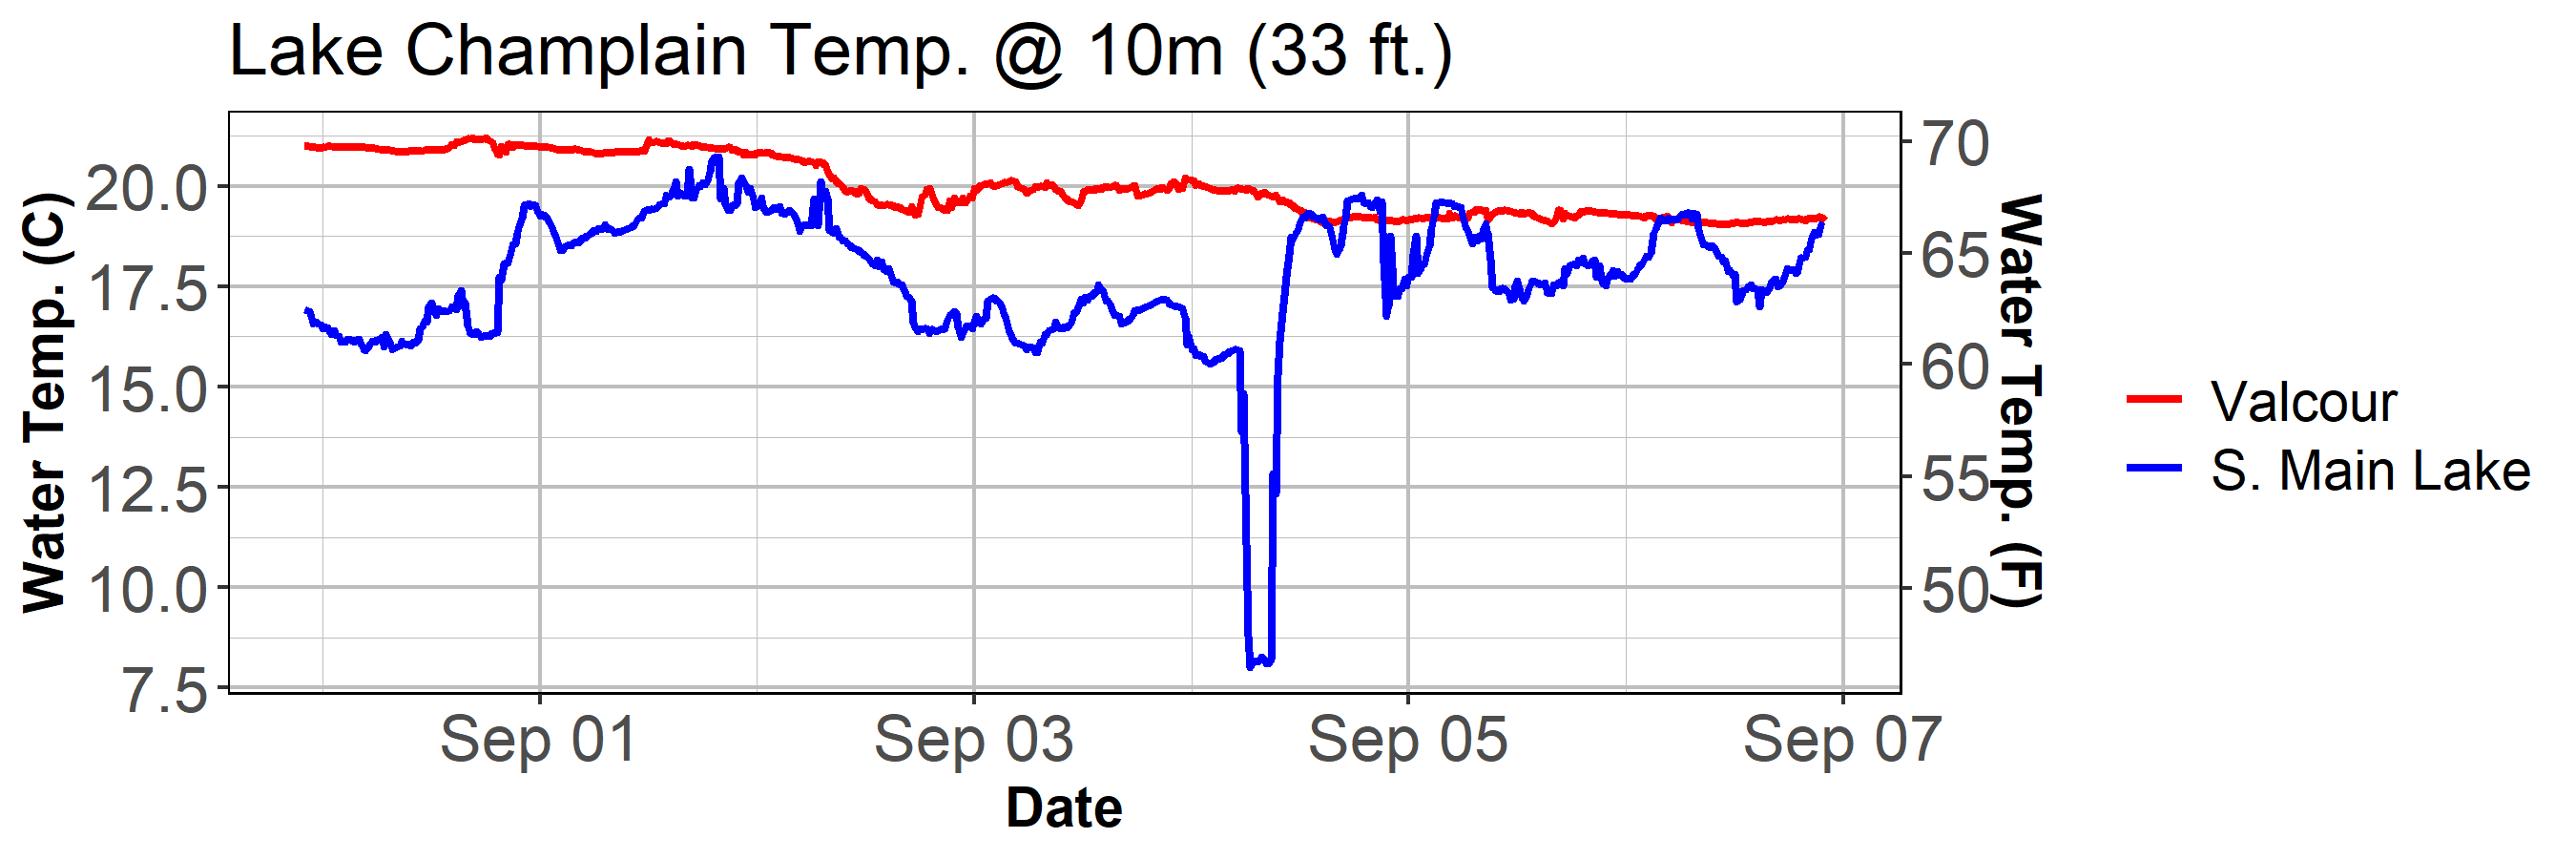 Lake Champlain Temp. @ 10m (33 ft.)
Water Temp. (C)
20.0
17.5
15.0
12.5
10.0
7.5
70
65
60
55
50
Water Temp. (F)
Sep 01
Sep 03
Sep 05
Sep 07
Date
Valcour
S. Main Lake